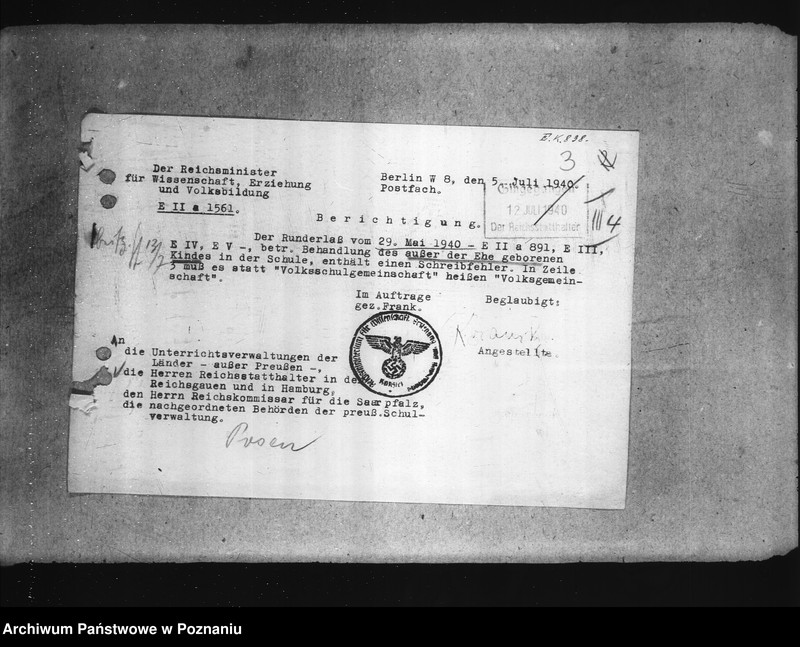 E.K.898.
3
Der Reichsminister
für Wissenschaft, Erziehung
und Volksbildung
E II a 1561.
Berlin W 8, den 5. Juli 1940.
Postfach.
Eingegangen
12 JULI 1940
Der Reichsstatthalter
III 4
Berichtigung.
Der Runderlaß vom 29. Mai 1940 - E II a 891, E III,
E IV, E V -, betr. Behandlung des außer der Ehe geborenen
Kindes in der Schule, enthält einen Schreibfehler. In Zeile
3 muß es statt "Volksschulgemeinschaft" heißen "Volksgemein-
schaft".
Im Auftrage
gez. Frank.
Beglaubigt:
Angestellte.
An
die Unterrichtsverwaltungen der
Länder - außer Preußen -,
die Herren Reichsstatthalter in den
Reichsgauen und in Hamburg,
den Herrn Reichskommissar für die Saarpfalz,
die nachgeordneten Behörden der preuß.Schul-
verwaltung.
Posen
Archiwum Państwowe w Poznaniu